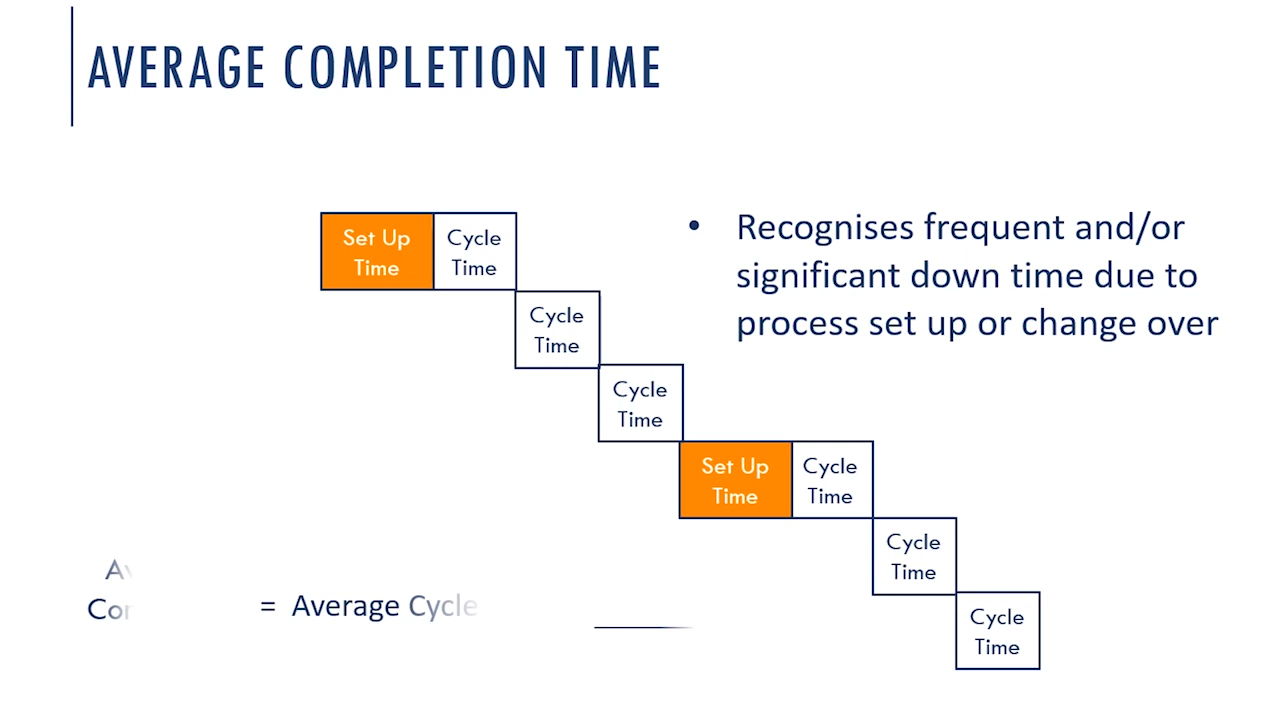 AVERAGE COMPLETION TIME
Set Up
Time
Cycle
Time
• Recognises frequent and/or
significant down time due to
process set up or change over
Cycle
Time
Cycle
Time
Set Up
Time
Cycle
Time
Cycle
Time
Cycle
Time
= Average Cycle